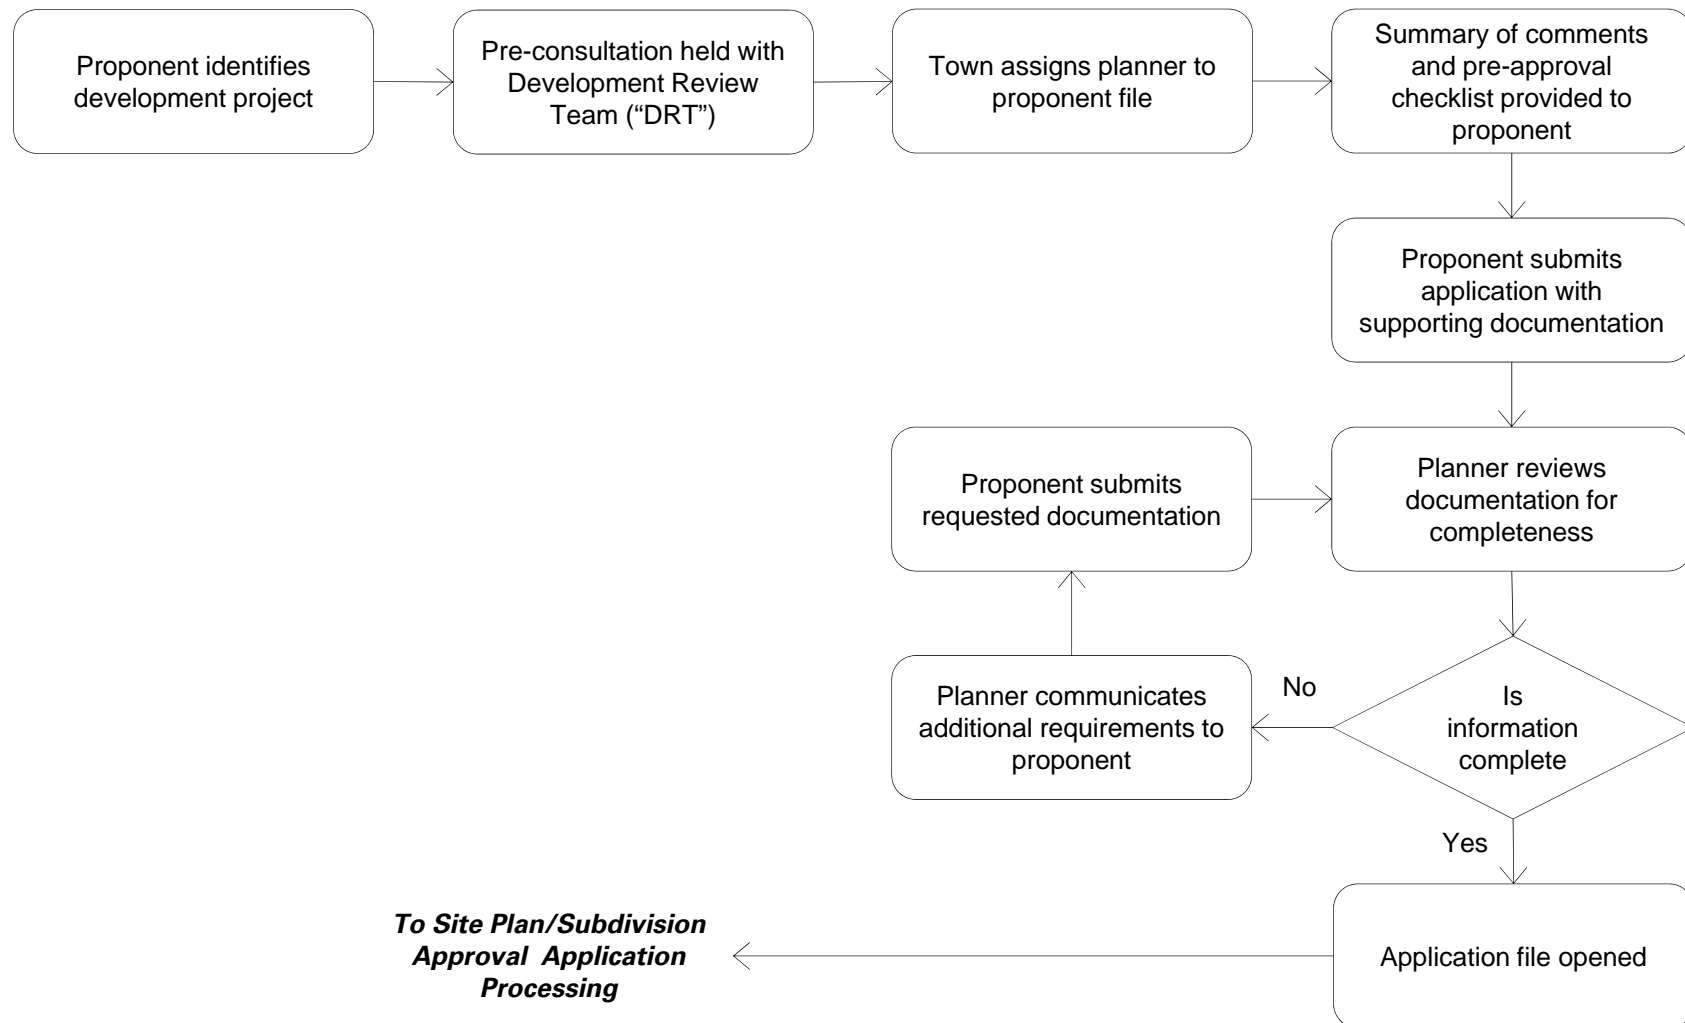 Proponent identifies
development project
Pre-consultation held with
Development Review
Team (“DRT”)
Town assigns planner to
proponent file
Summary of comments
and pre-approval
checklist provided to
proponent
Proponent submits
application with
supporting documentation
Proponent submits
requested documentation
Planner reviews
documentation for
completeness
Planner communicates
additional requirements to
proponent
No
Is
information
complete
Yes
To Site Plan/Subdivision
Approval Application
Processing
Application file opened